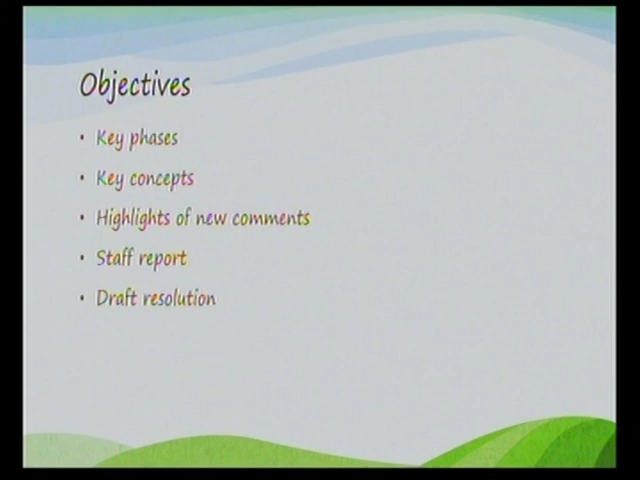 Objectives
• Key phases
• Key concepts
• Highlights of new comments
• Staff report
• Draft resolution